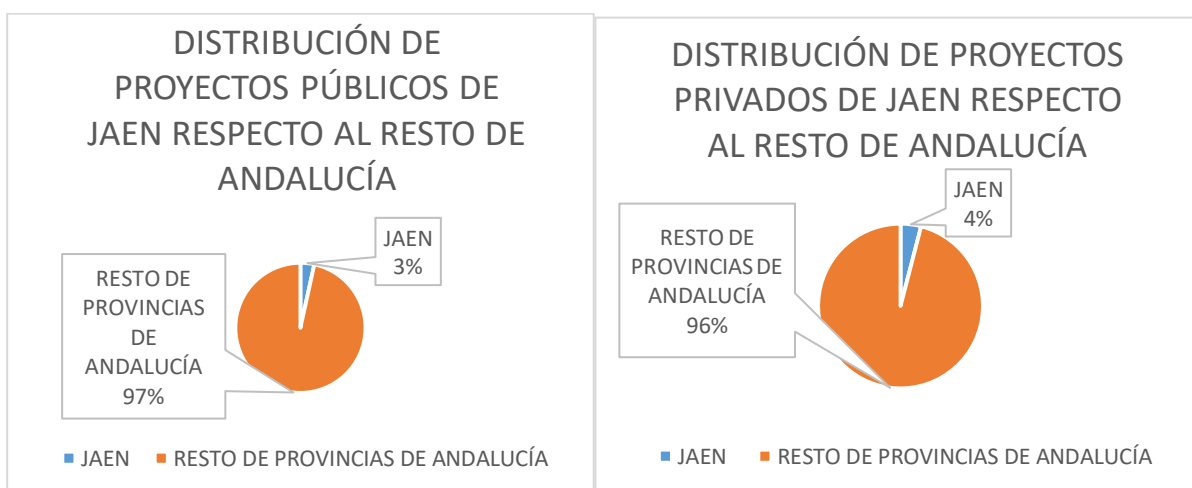 DISTRIBUCIÓN DE
PROYECTOS PÚBLICOS DE
JAEN RESPECTO AL RESTO DE
ANDALUCÍA
JAEN
3%
RESTO DE
PROVINCIAS
DE
ANDALUCÍA
97%
JAEN RESTO DE PROVINCIAS DE ANDALUCÍA
DISTRIBUCIÓN DE PROYECTOS
PRIVADOS DE JAEN RESPECTO
AL RESTO DE ANDALUCÍA
JAEN
4%
RESTO DE
PROVINCIAS DE
ANDALUCÍA
96%
JAEN RESTO DE PROVINCIAS DE ANDALUCÍA